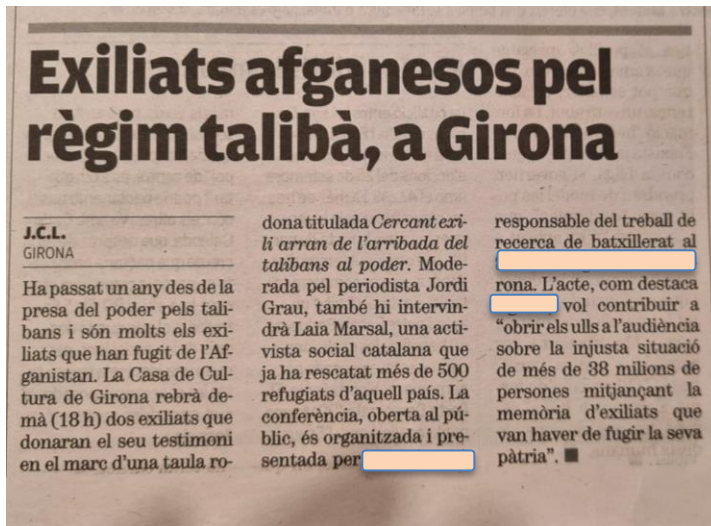 Exiliats afganesos pel
règim talibà, a Girona
J.C.L.
GIRONA
Ha passat un any des de la
presa del poder pels tali-
bans i són molts els exi-
liats que han fugit de l'Af-
ganistan. La Casa de Cul-
tura de Girona rebrà de-
mà (18 h) dos exiliats que
donaran el seu testimoni
en el marc d'una taula ro-
dona titulada Cercant exi-
li arran de l'arribada del
talibans al poder. Mode-
rada pel periodista Jordi
Grau, també hi intervin-
drà Laia Marsal, una acti-
vista social catalana que
ja ha rescatat més de 500
refugiats d'aquell país. La
conferència, oberta al pú-
blic, és organitzada i pre-
sentada per
responsable del treball de
recerca de batxillerat al
rona. L'acte, com destaca
vol contribuir a
"obrir els ulls a l'audiència
sobre la injusta situació
de més de 38 milions de
persones mitjançant la
memòria d'exiliats que
van haver de fugir la seva
pàtria".